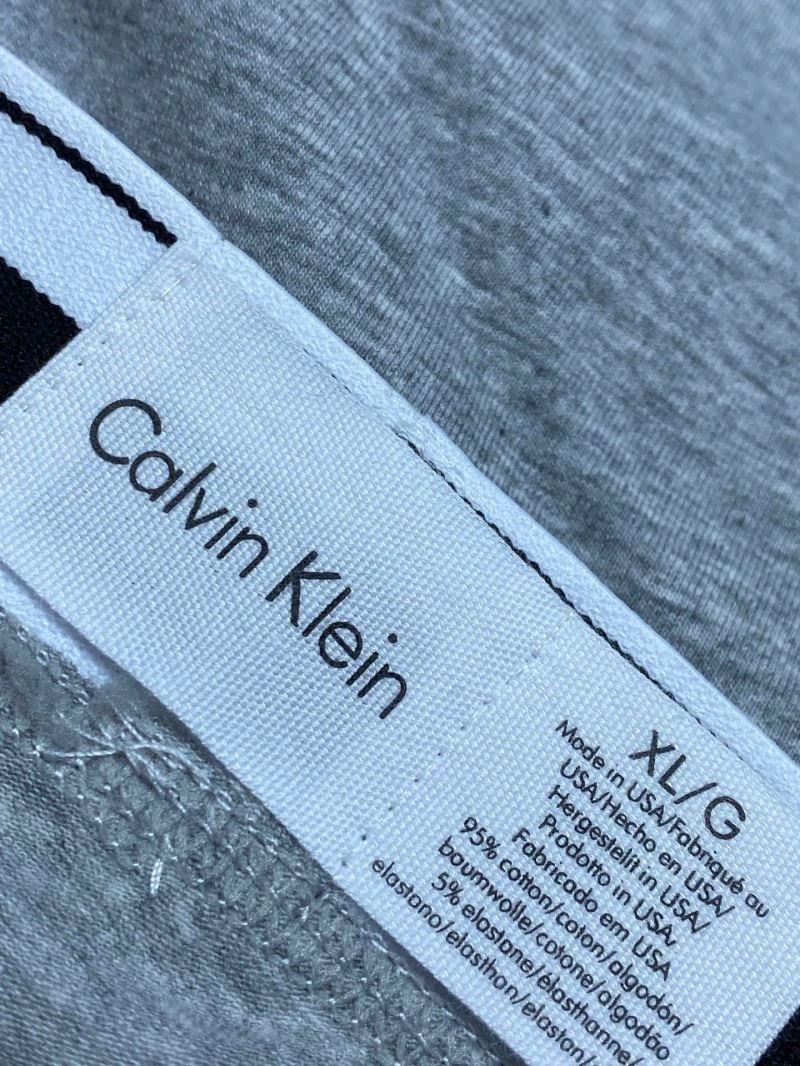 Calvin Klein
XL/G
Made in USA/Fabriqué au
USA/Hecho en USA/
Hergestellt in USA/
Prodotto in USA,
Fabricado em USA
95% cotton/coton/algodón/
baumwolle/cotone/algodão
5% elastane/élasthanne/
elastano/elasthan/elastan/